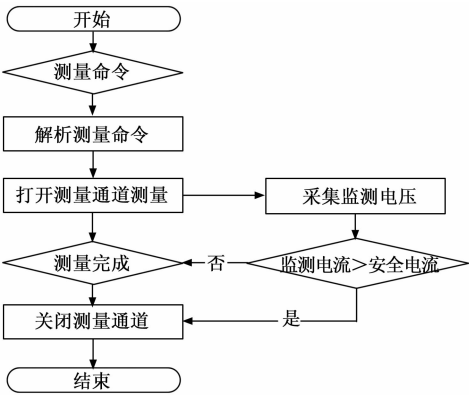 开始
测量命令
解析测量命令
打开测量通道测量
采集监测电压
测量完成
否
监测电流>安全电流
关闭测量通道
是
结束